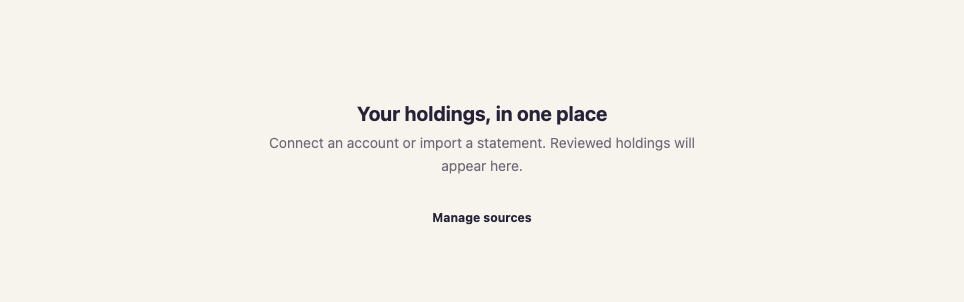 Your holdings, in one place
Connect an account or import a statement. Reviewed holdings will
appear here.
Manage sources